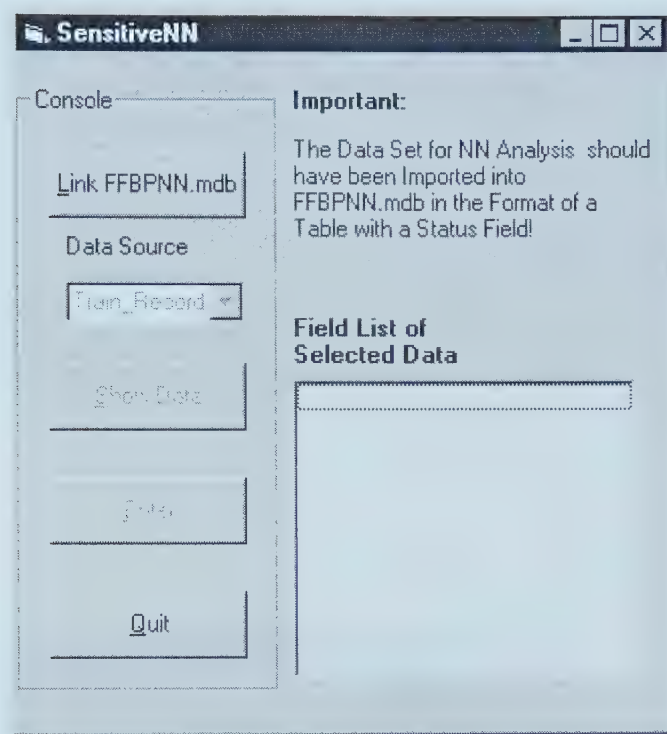 SensitiveNN
Console
Link FFBPNN.mdb
Data Source
Train_Record
Show Data
Quit
Important:
The Data Set for NN Analysis should
have been Imported into
FFBPNN.mdb in the Format of a
Table with a Status Field!
Field List of
Selected Data